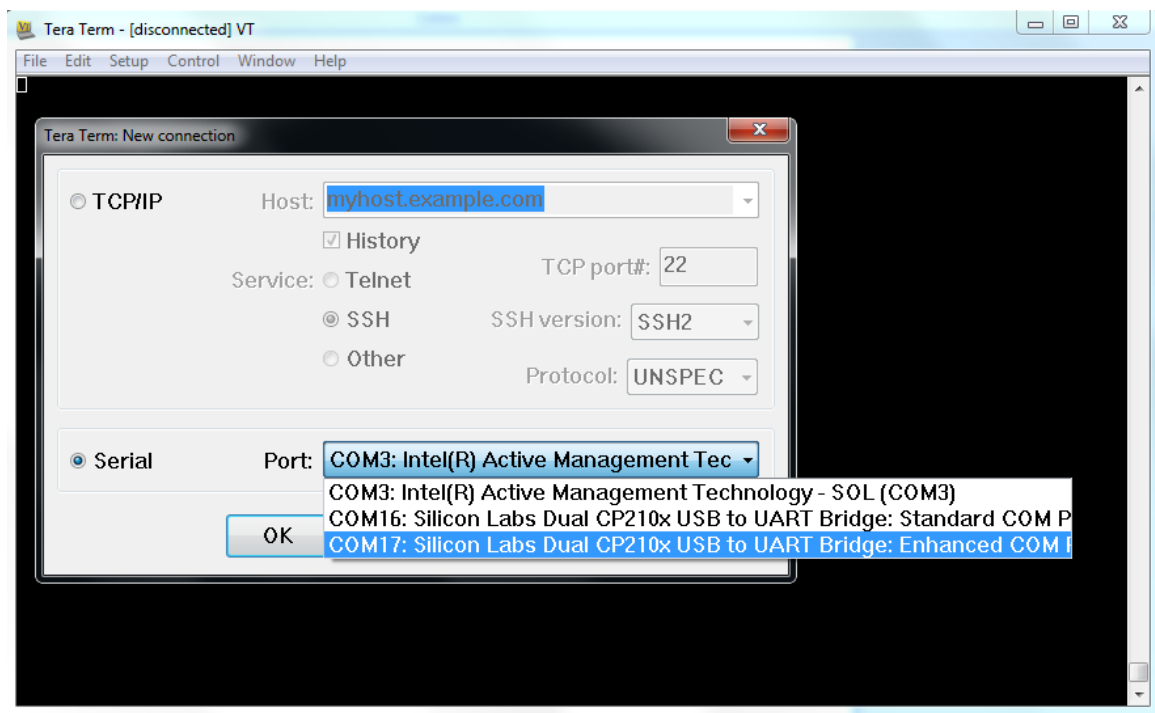 Tera Term - [disconnected] VT
File Edit Setup Control Window Help
Tera Term: New connection
TCP/IP Host: myhost.example.com
History
TCP port#: 22
Service: Telnet
SSH SSH version: SSH2
Other
Protocol: UNSPEC
Serial Port: COM3: Intel(R) Active Management Tec
COM3: Intel(R) Active Management Technology - SOL (COM3)
COM16: Silicon Labs Dual CP210x USB to UART Bridge: Standard COM P
OK
COM17: Silicon Labs Dual CP210x USB to UART Bridge: Enhanced COM P